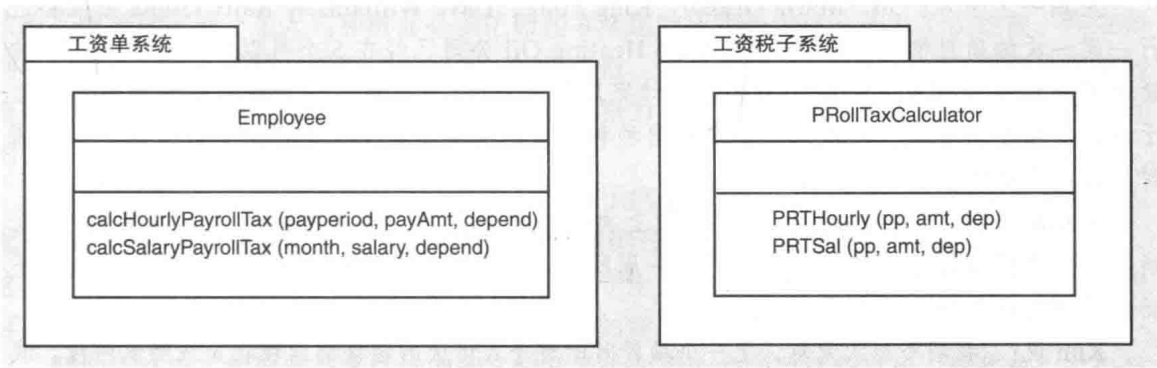 工资单系统
Employee
calcHourlyPayrollTax (payperiod, payAmt, depend)
calcSalaryPayrollTax (month, salary, depend)
工资税子系统
PRollTaxCalculator
PRTHourly (pp, amt, dep)
PRTSal (pp, amt, dep)